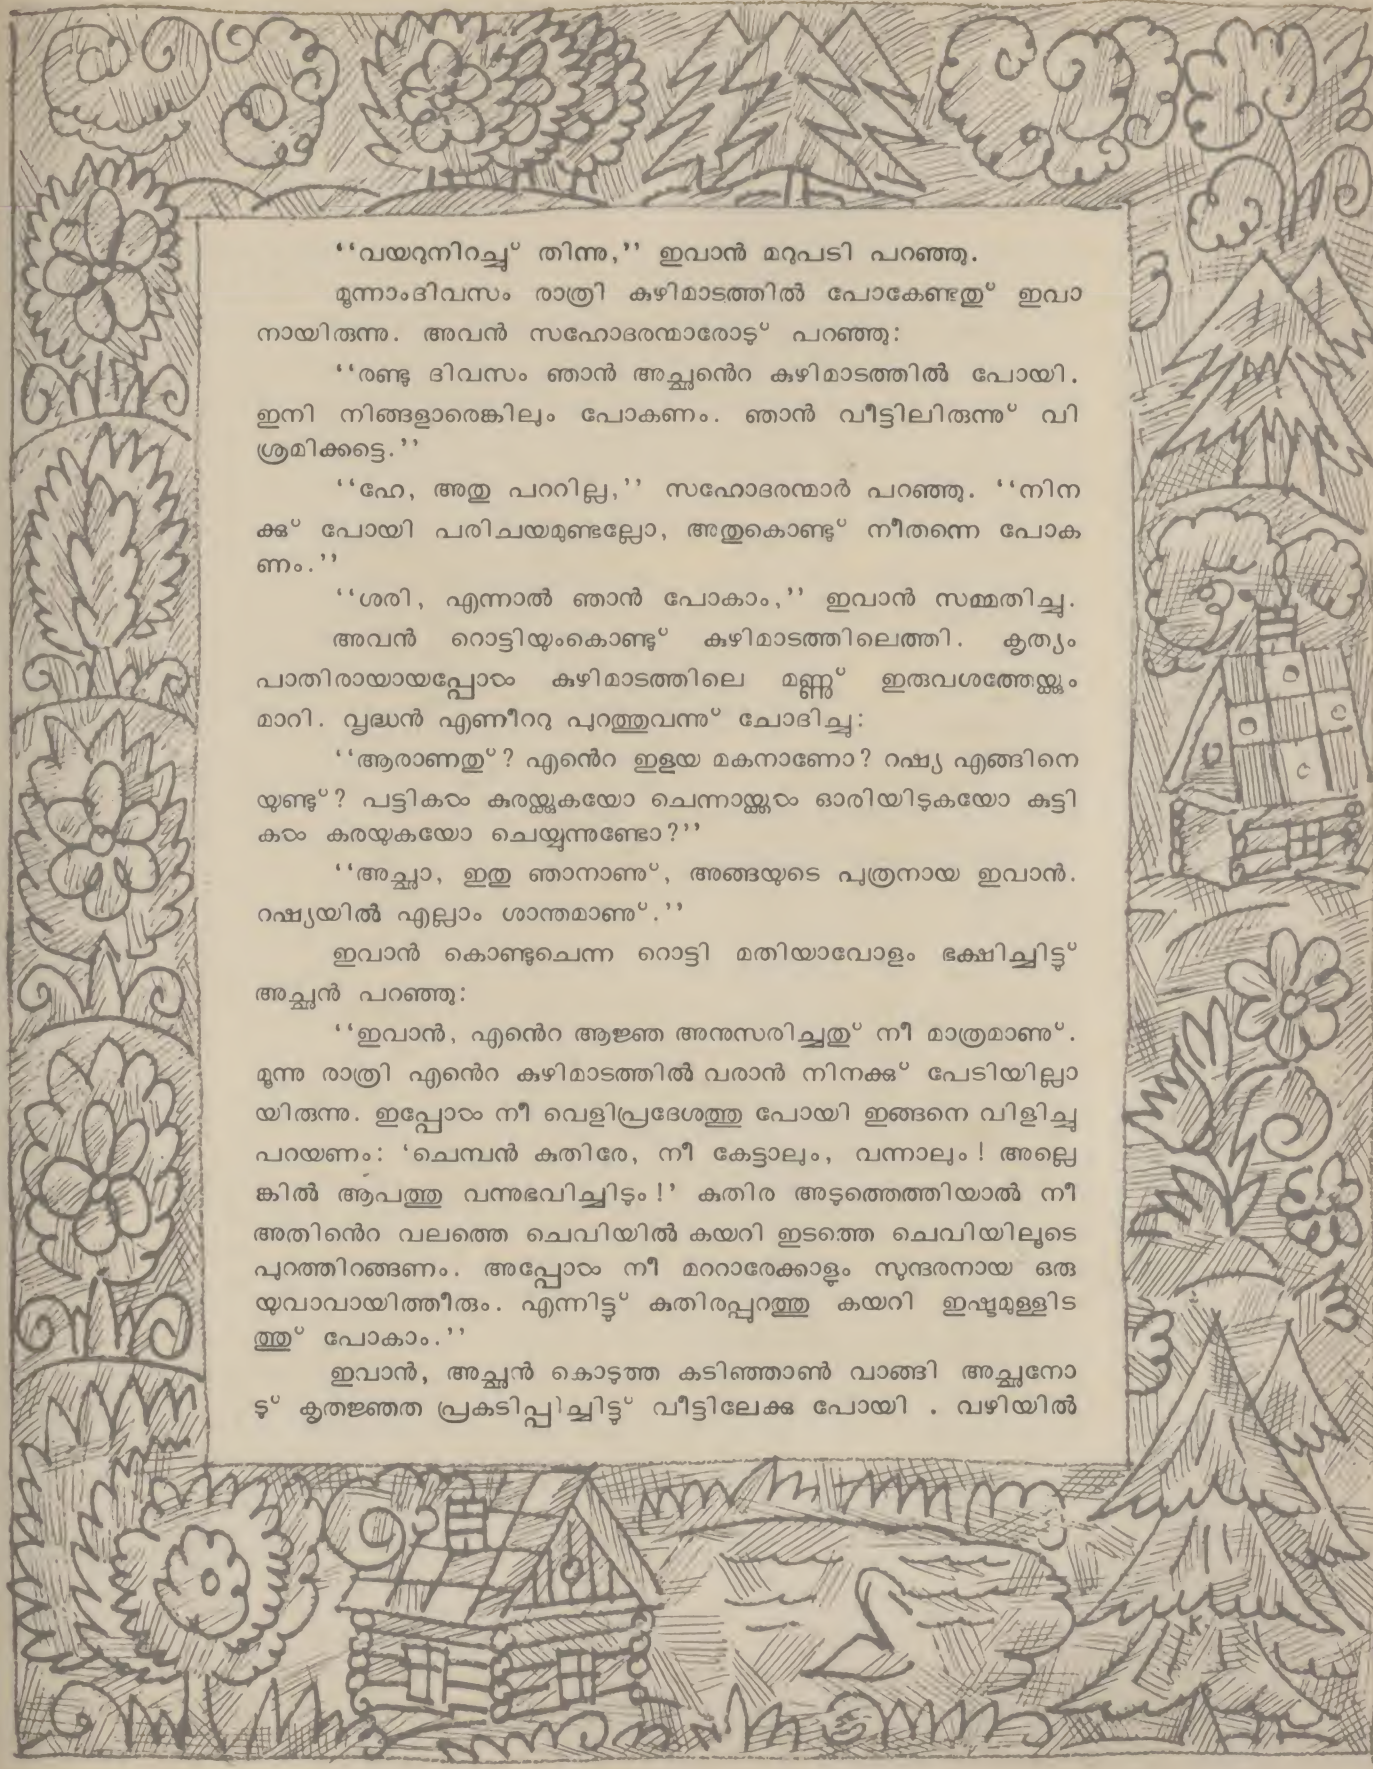 ‘‘വയറുനിറച്ചു് തിന്നു,’’ ഇവാൻ മറുപടി പറഞ്ഞു.
മൂന്നാംദിവസം രാത്രി കുഴിമാടത്തിൽ പോകേണ്ടതു് ഇവാ
നായിരുന്നു. അവൻ സഹോദരന്മാരോടു് പറഞ്ഞു:
‘‘രണ്ടു ദിവസം ഞാൻ അച്ഛൻെറ കുഴിമാടത്തിൽ പോയി.
ഇനി നിങ്ങളാരെങ്കിലും പോകണം. ഞാൻ വീട്ടിലിരുന്നു് വി
ശ്രമിക്കട്ടെ.’’
‘‘ഹേ, അതു പററില്ല,’’ സഹോദരന്മാർ പറഞ്ഞു. ‘‘നിന
ക്കു് പോയി പരിചയമുണ്ടല്ലോ, അതുകൊണ്ടു് നീതന്നെ പോക
ണം.’’
‘‘ശരി, എന്നാൽ ഞാൻ പോകാം,’’ ഇവാൻ സമ്മതിച്ചു.
അവൻ റൊട്ടിയുംകൊണ്ടു് കുഴിമാടത്തിലെത്തി. കൃത്യം
പാതിരായായപ്പോൾ കുഴിമാടത്തിലെ മണ്ണു് ഇരുവശത്തേയ്ക്കും
മാറി. വൃദ്ധൻ എണീററു പുറത്തുവന്നു് ചോദിച്ചു:
‘‘ആരാണതു്? എൻെറ ഇളയ മകനാണോ? റഷ്യ എങ്ങിനെ
യുണ്ടു്? പട്ടികൾ കുരയ്ക്കുകയോ ചെന്നായ്ക്കൾ ഓരിയിടുകയോ കുട്ടി
കൾ കരയുകയോ ചെയ്യുന്നുണ്ടോ?’’
‘‘അച്ഛാ, ഇതു ഞാനാണു്, അങ്ങയുടെ പുത്രനായ ഇവാൻ.
റഷ്യയിൽ എല്ലാം ശാന്തമാണു്.’’
ഇവാൻ കൊണ്ടുചെന്ന റൊട്ടി മതിയാവോളം ഭക്ഷിച്ചിട്ടു്
അച്ഛൻ പറഞ്ഞു:
‘‘ഇവാൻ, എൻെറ ആജ്ഞ അനുസരിച്ചതു് നീ മാത്രമാണു്.
മൂന്നു രാത്രി എൻെറ കുഴിമാടത്തിൽ വരാൻ നിനക്കു് പേടിയില്ലാ
യിരുന്നു. ഇപ്പോൾ നീ വെളിപ്രദേശത്തു പോയി ഇങ്ങനെ വിളിച്ചു
പറയണം: ‘ചെമ്പൻ കുതിരേ, നീ കേട്ടാലും, വന്നാലും! അല്ലെ
ങ്കിൽ ആപത്തു വന്നുഭവിച്ചിടും!’ കുതിര അടുത്തെത്തിയാൽ നീ
അതിൻെറ വലത്തെ ചെവിയിൽ കയറി ഇടത്തെ ചെവിയിലൂടെ
പുറത്തിറങ്ങണം. അപ്പോൾ നീ മററാരേക്കാളും സുന്ദരനായ ഒരു
യുവാവായിത്തീരും. എന്നിട്ടു് കുതിരപ്പുറത്തു കയറി ഇഷ്ടമുള്ളിട
ത്തു് പോകാം.’’
ഇവാൻ, അച്ഛൻ കൊടുത്ത കടിഞ്ഞാൺ വാങ്ങി അച്ഛനോ
ടു് കൃതജ്ഞത പ്രകടിപ്പിച്ചിട്ടു് വീട്ടിലേക്കു പോയി . വഴിയിൽ